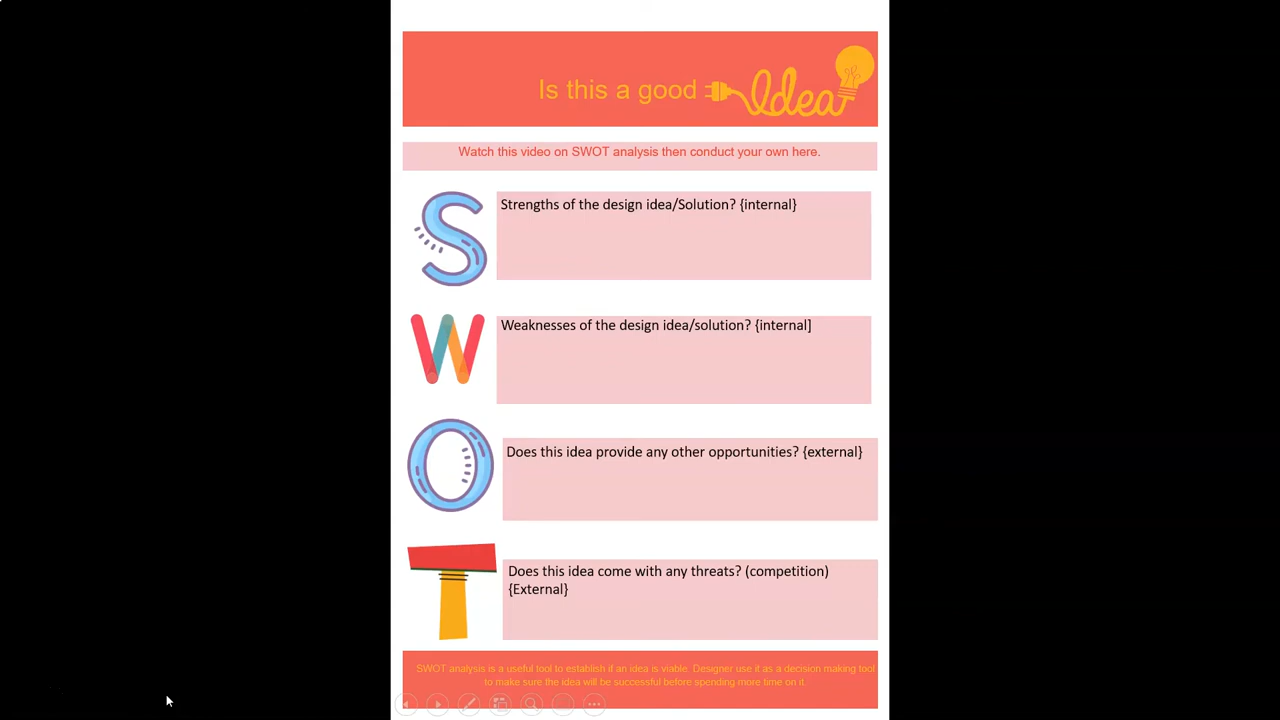 Is this a good Idea
Watch this video on SWOT analysis then conduct your own here.
S
Strengths of the design idea/Solution? {internal}
W
Weaknesses of the design idea/solution? {internal]
O
Does this idea provide any other opportunities? {external}
T
Does this idea come with any threats? (competition)
{External}
SWOT analysis is a useful tool to establish if an idea is viable. Designer use it as a decision making tool
to make sure the idea will be successful before spending more time on it.